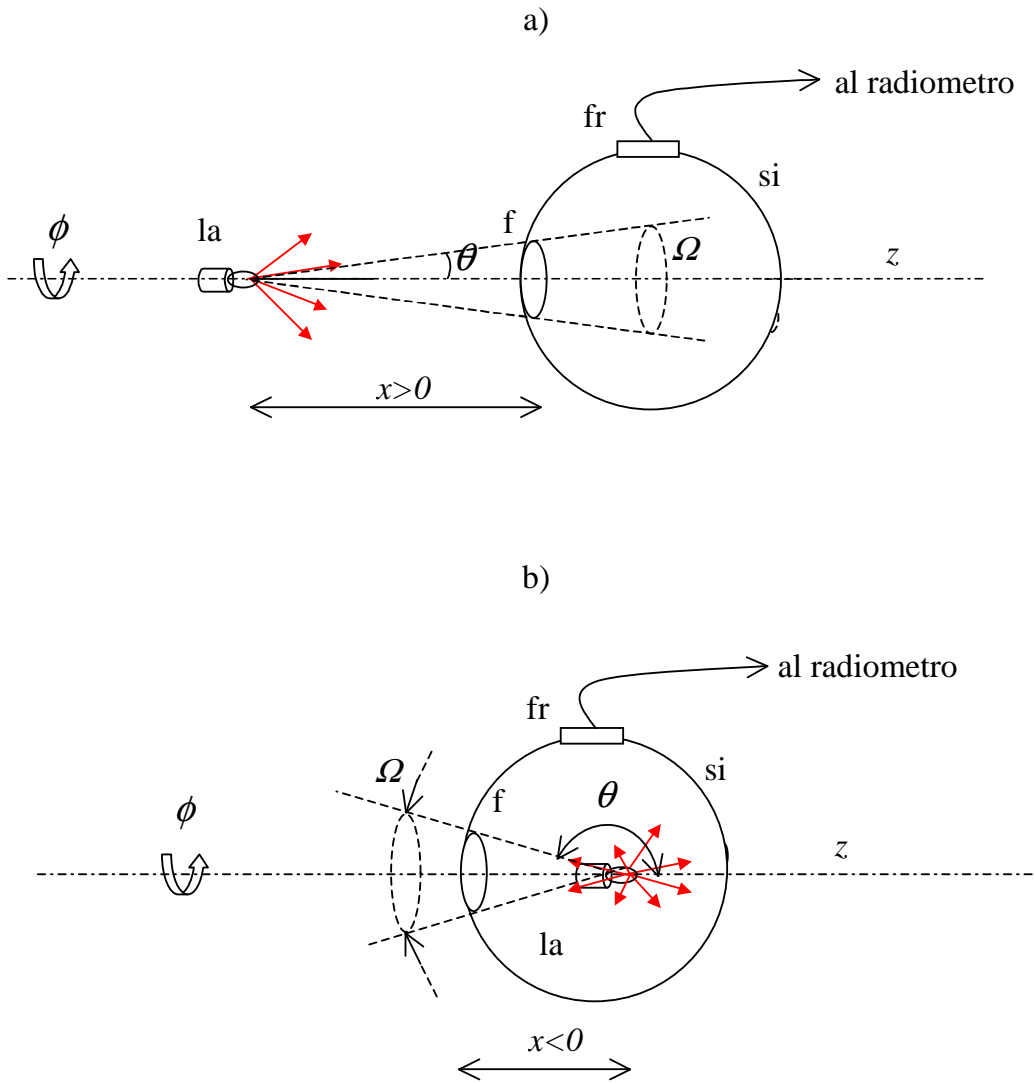 a)
al radiometro
fr
si
la
f
ϕ
θ
Ω
z
x>0
b)
al radiometro
fr
si
Ω
f
θ
ϕ
z
la
x<0